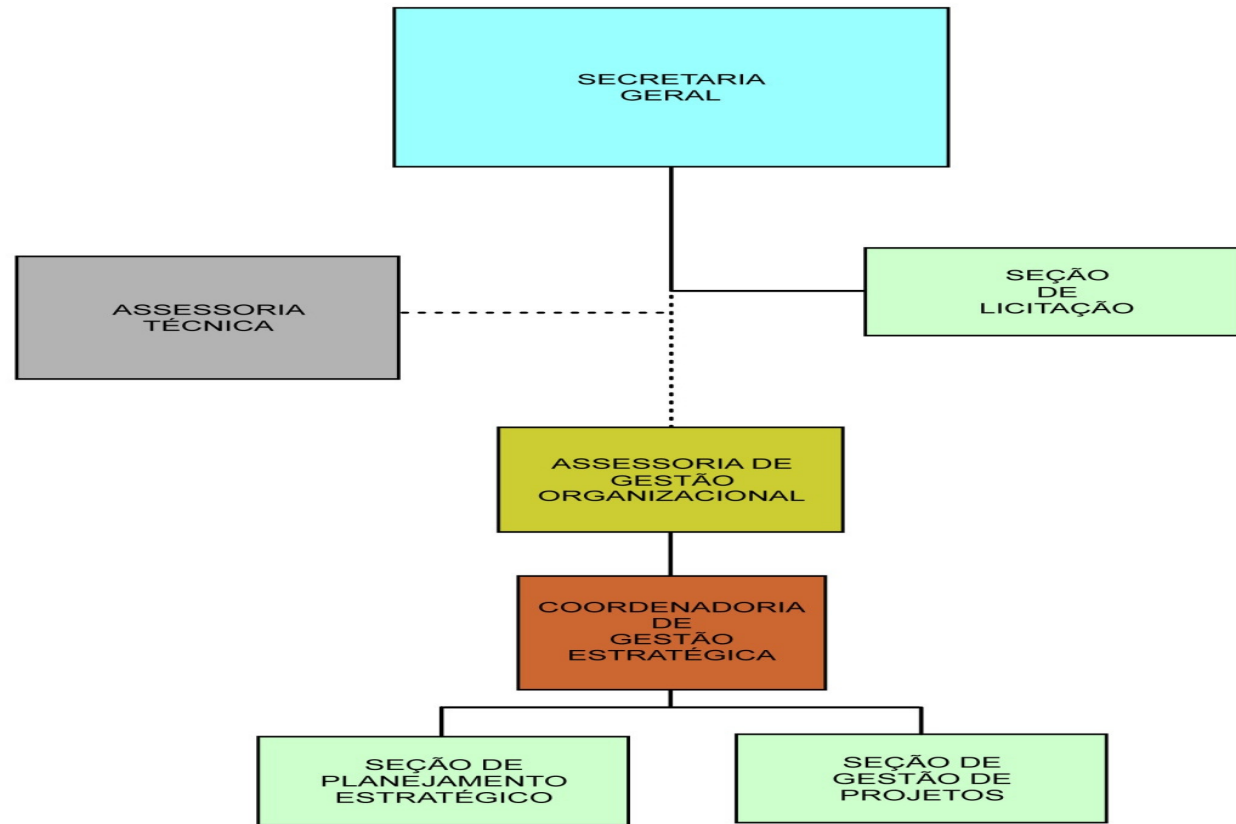 SECRETARIA
GERAL
ASSESSORIA
TÉCNICA
SEÇÃO
DE
LICITAÇÃO
ASSESSORIA DE
GESTÃO
ORGANIZACIONAL
COORDENADORIA
DE
GESTÃO
ESTRATÉGICA
SEÇÃO DE
PLANEJAMENTO
ESTRATÉGICO
SEÇÃO DE
GESTÃO DE
PROJETOS